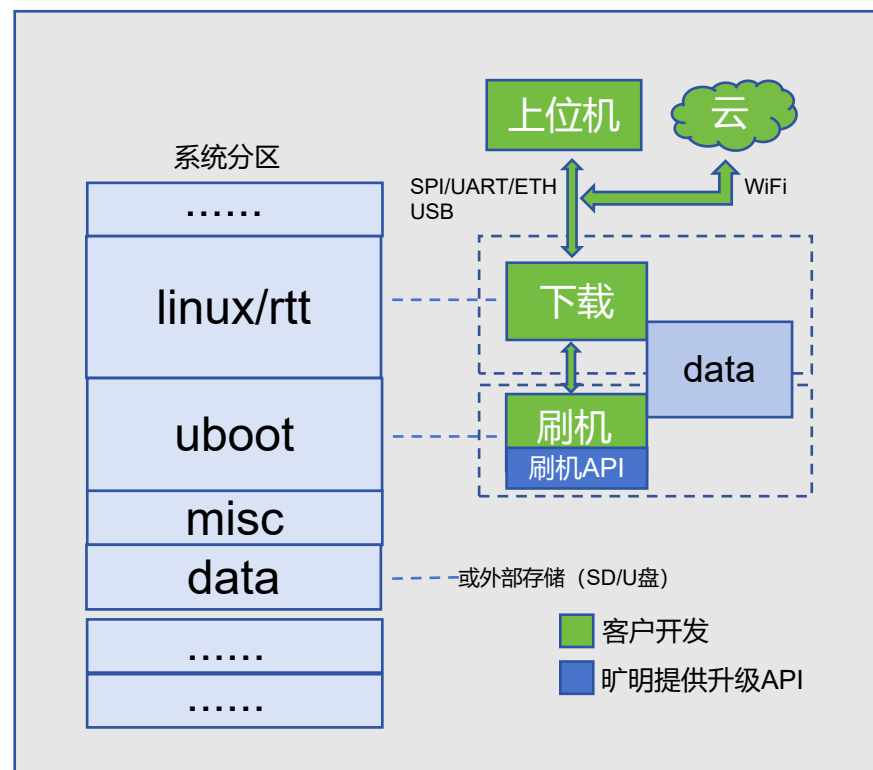 上位机
云
系统分区
SPI/UART/ETH
USB
WiFi
......
linux/rtt
下载
data
uboot
刷机
刷机API
misc
data
或外部存储（SD/U盘）
......
客户开发
......
旷明提供升级API